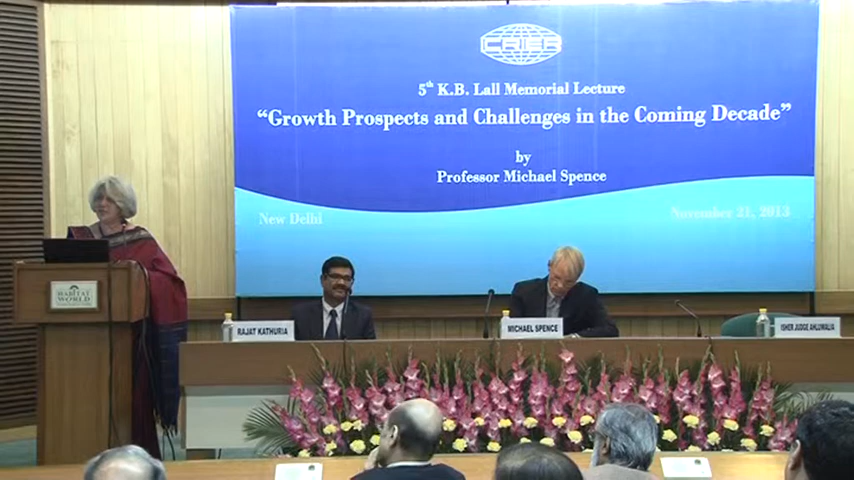 ICRIER
5th K.B. Lall Memorial Lecture
“Growth Prospects and Challenges in the Coming Decade”
by
Professor Michael Spence
New Delhi
November 21, 2013
HABITAT
WORLD
RAJAT KATHURIA
MICHAEL SPENCE
ISHER JUDGE AHLUWALIA